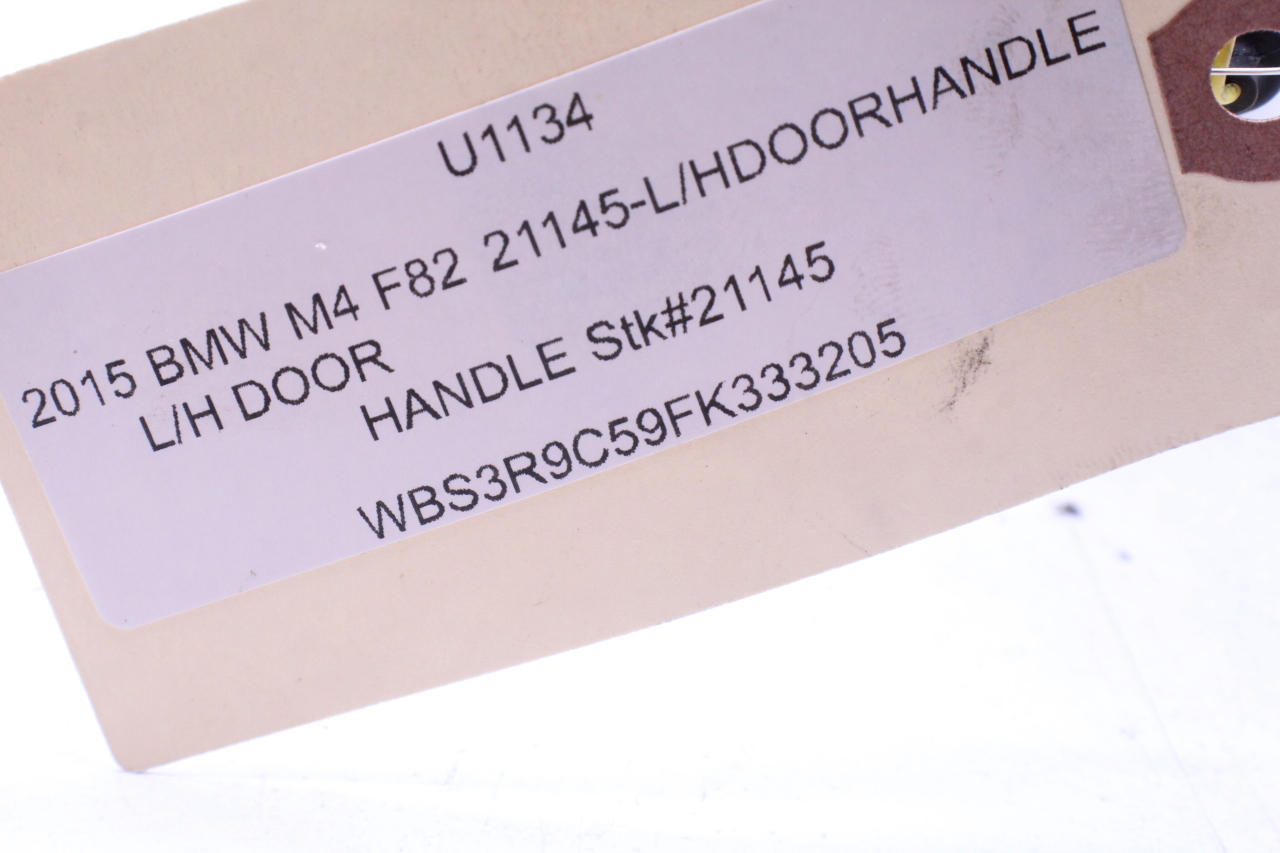 U1134
2015 BMW M4 F82 21145-L/HDOORHANDLE
L/H DOOR
HANDLE Stk#21145
WBS3R9C59FK333205